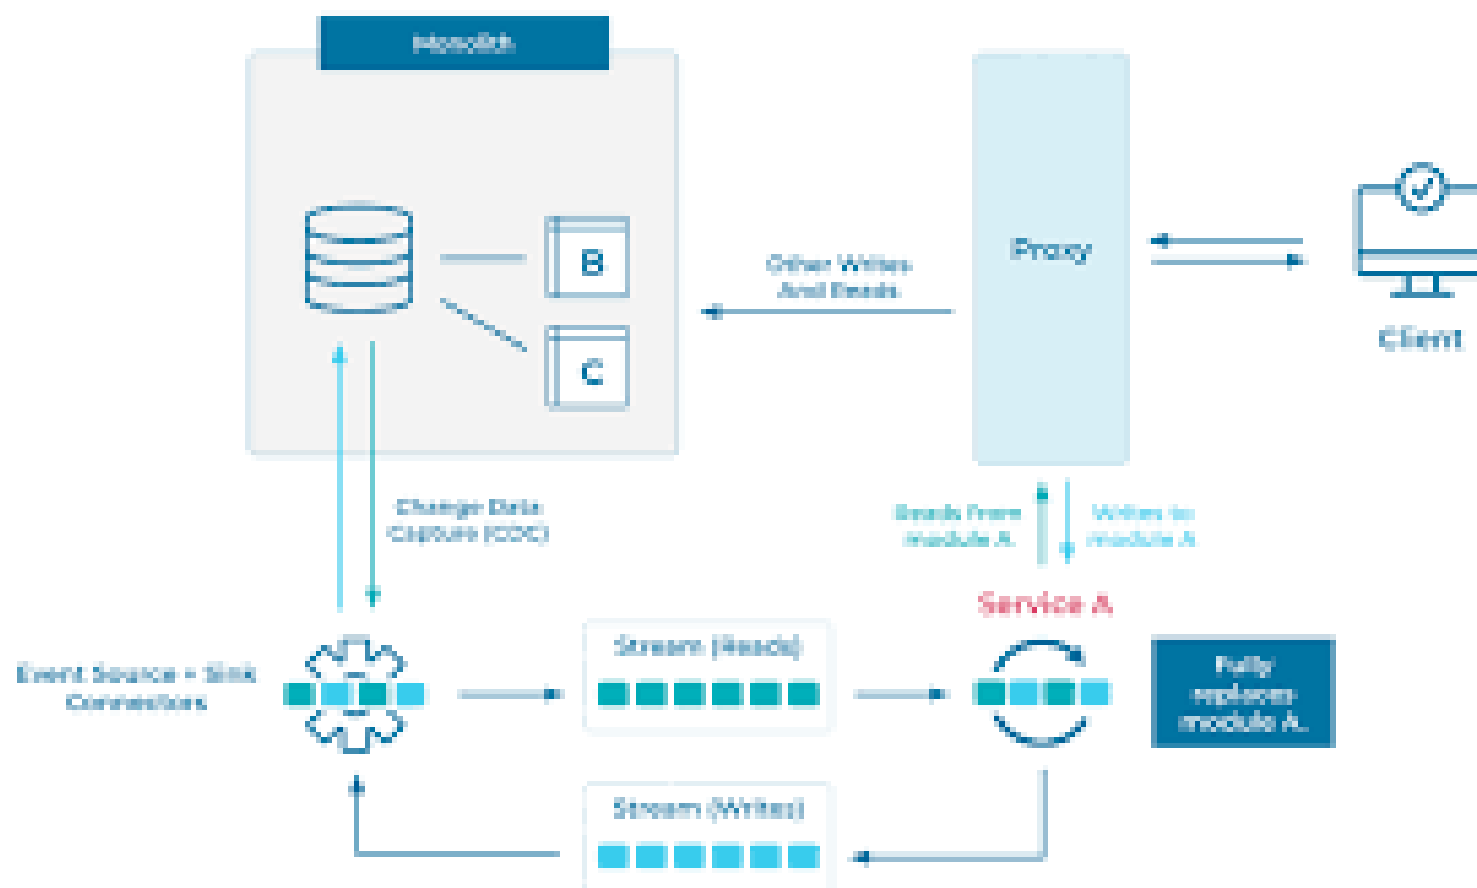 Monolith
B
C
Other Writes
And Reads
Proxy
Client
Change Data
Capture (CDC)
Reads from
module A
Writes to
module A
Service A
Event Source + Sink
Connectors
Stream (Reads)
Fully
replaces
module A.
Stream (Writes)